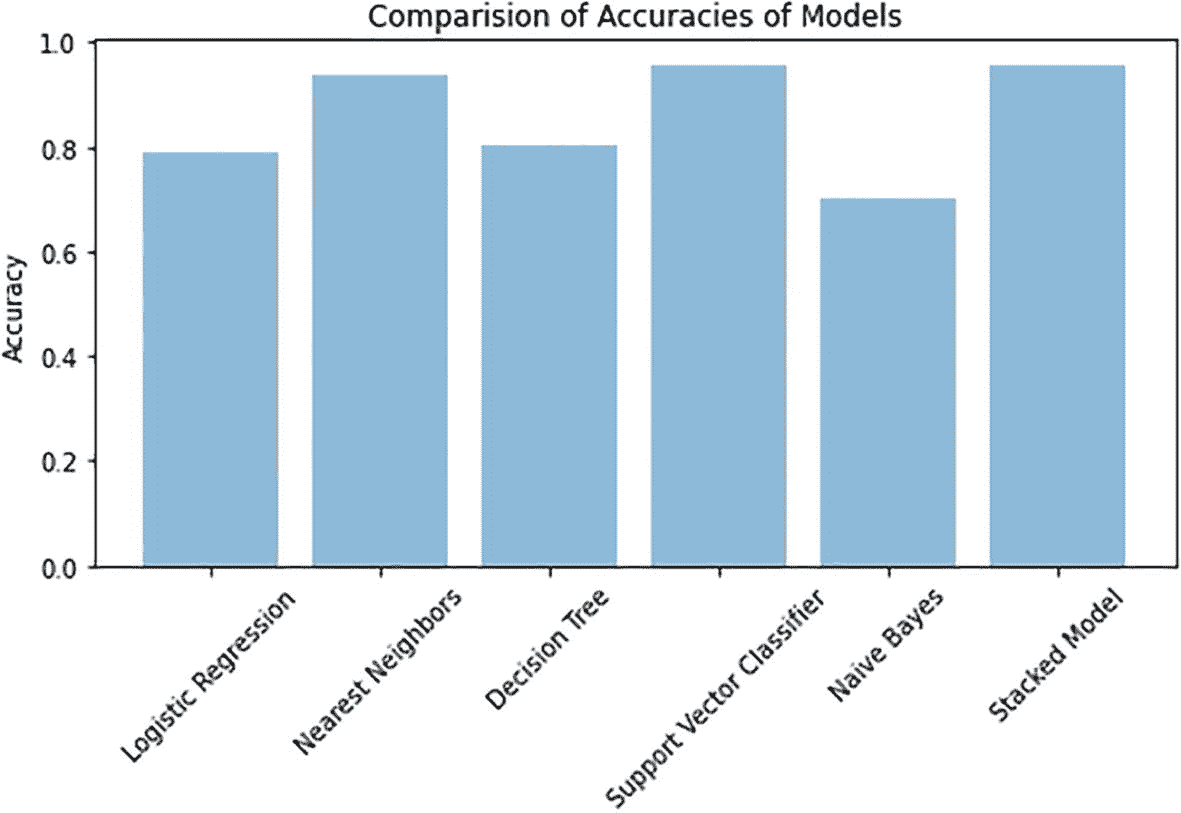 Comparision of Accuracies of Models
1.0
0.8
0.6
0.4
0.2
0.0
Accuracy
Logistic Regression
Nearest Neighbors
Decision Tree
Support Vector Classifier
Naive Bayes
Stacked Model